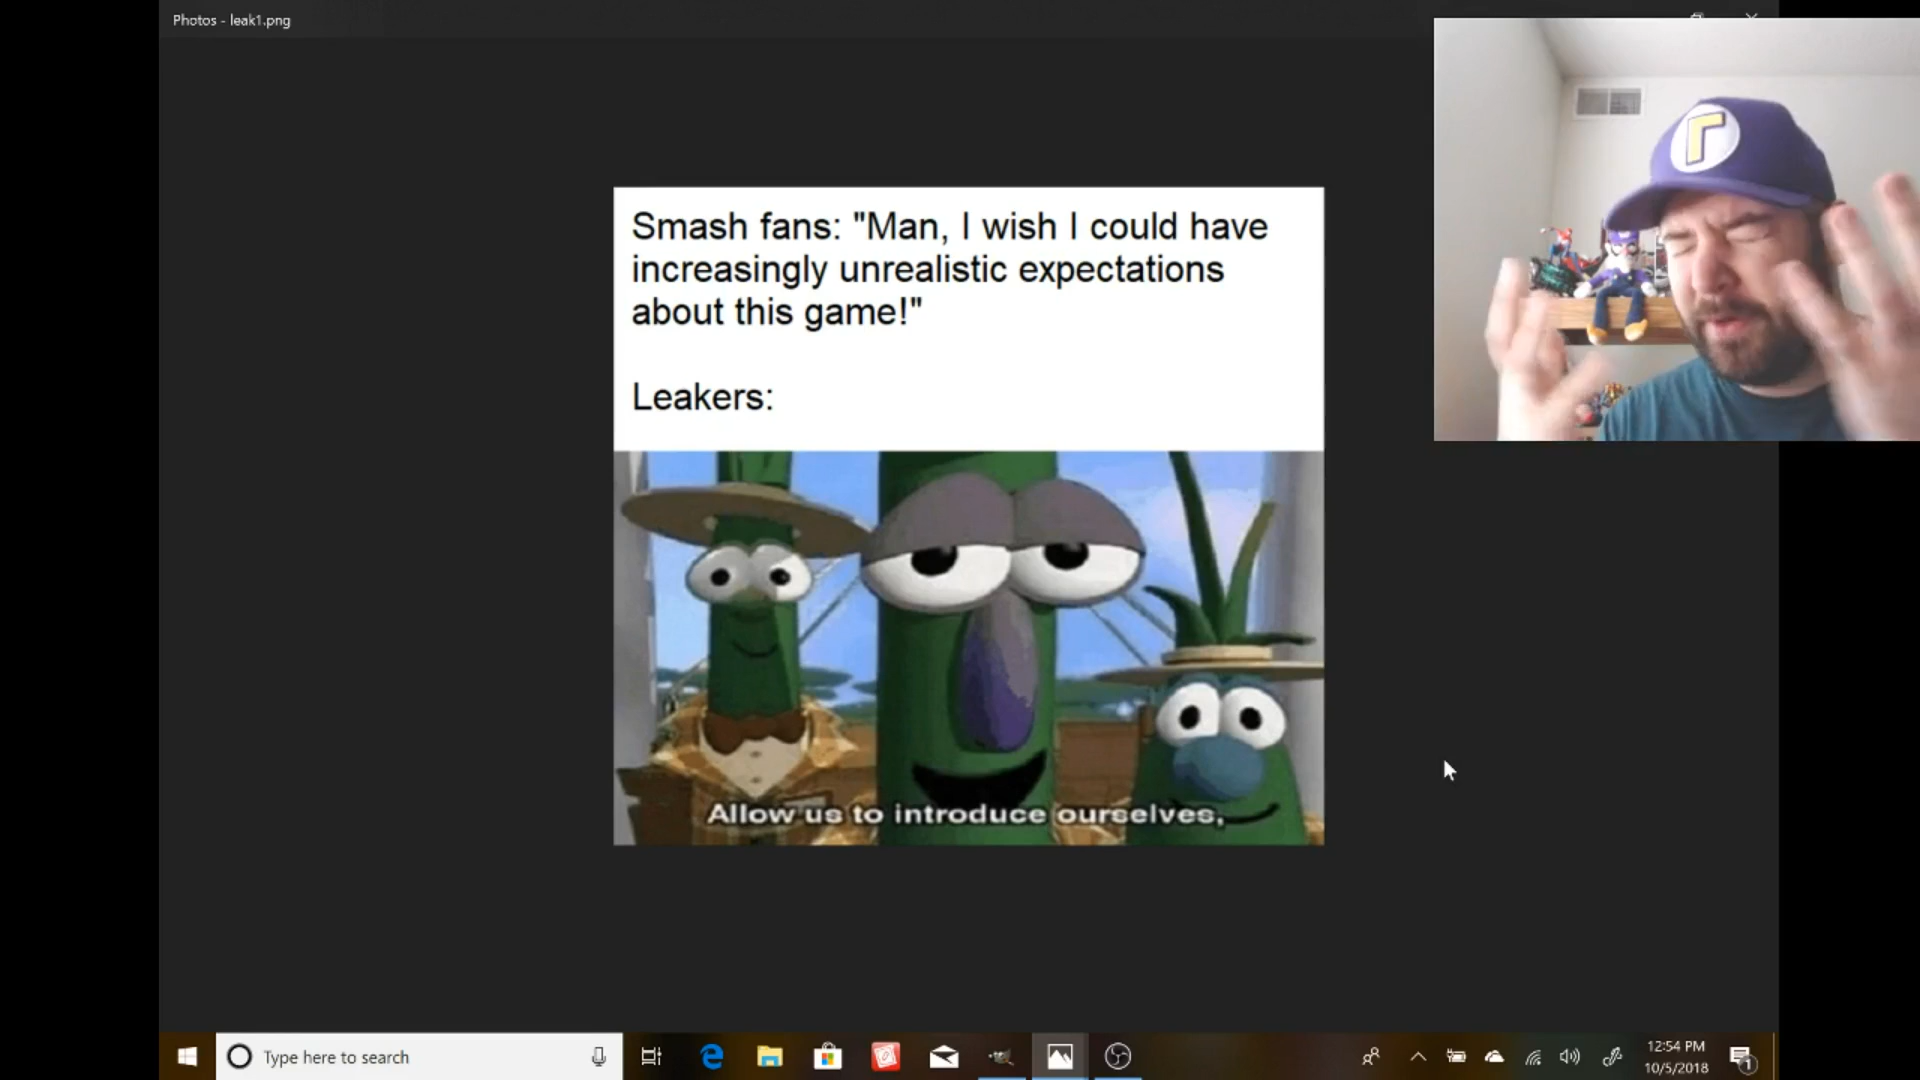 Photos - leak1.png
Smash fans: "Man, I wish I could have
increasingly unrealistic expectations
about this game!"
Leakers:
Allow us to introduce ourselves,
Type here to search
12:54 PM
10/5/2018
1